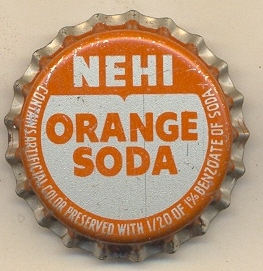 NEHI
ORANGE
SODA
CONTAINS ARTIFICIAL COLOR PRESERVED WITH 1/20 OF 1% BENZOATE OF SODA